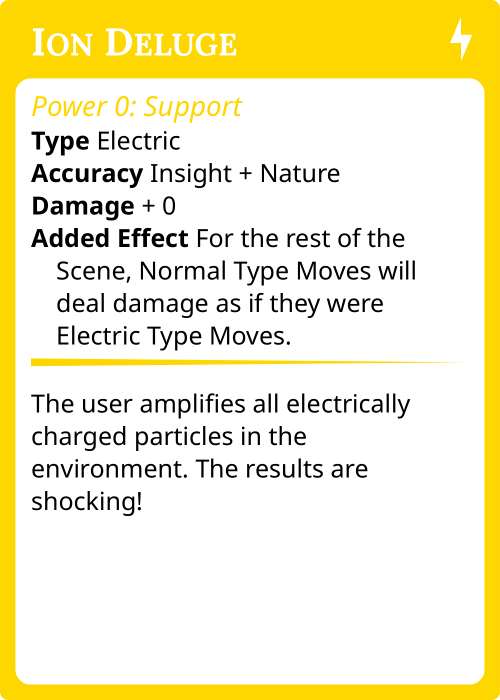 Ion Deluge
Power 0: Support
Type Electric
Accuracy Insight + Nature
Damage + 0
Added Effect For the rest of the
Scene, Normal Type Moves will
deal damage as if they were
Electric Type Moves.
The user amplifies all electrically
charged particles in the
environment. The results are
shocking!